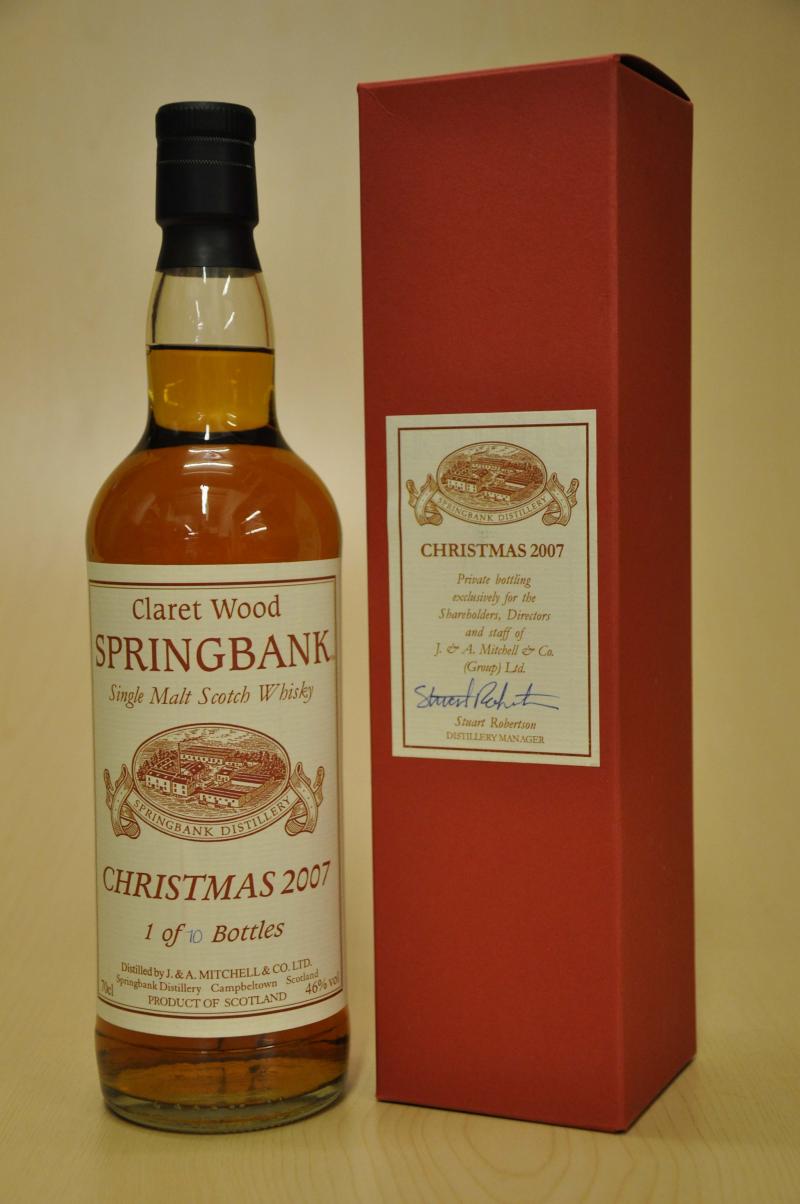 Claret Wood
SPRINGBANK
Single Malt Scotch Whisky
SPRINGBANK DISTILLERY
CHRISTMAS 2007
1 of 10 Bottles
Distilled by J. & A. MITCHELL & CO. LTD.
Springbank Distillery Campbeltown Scotland
70cl PRODUCT OF SCOTLAND 46% vol
SPRINGBANK DISTILLERY
CHRISTMAS 2007
Private bottling
exclusively for the
Shareholders, Directors
and staff of
J. & A. Mitchell & Co.
(Group) Ltd.
Stuart Robertson
Stuart Robertson
DISTILLERY MANAGER